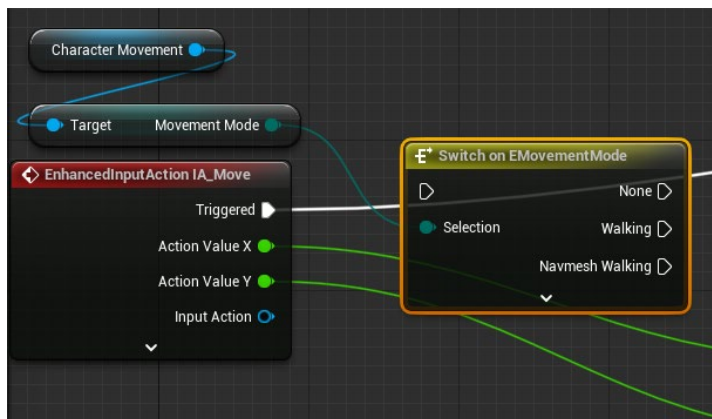 Character Movement
Target Movement Mode
EnhancedInputAction IA_Move
Triggered
Action Value X
Action Value Y
Input Action
Switch on EMovementMode
None
Selection Walking
Navmesh Walking